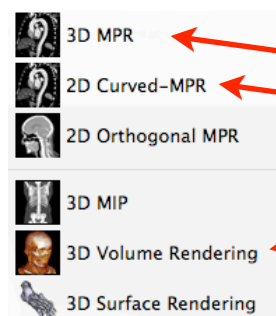 3D MPR
2D Curved-MPR
2D Orthogonal MPR
3D MIP
3D Volume Rendering
3D Surface Rendering